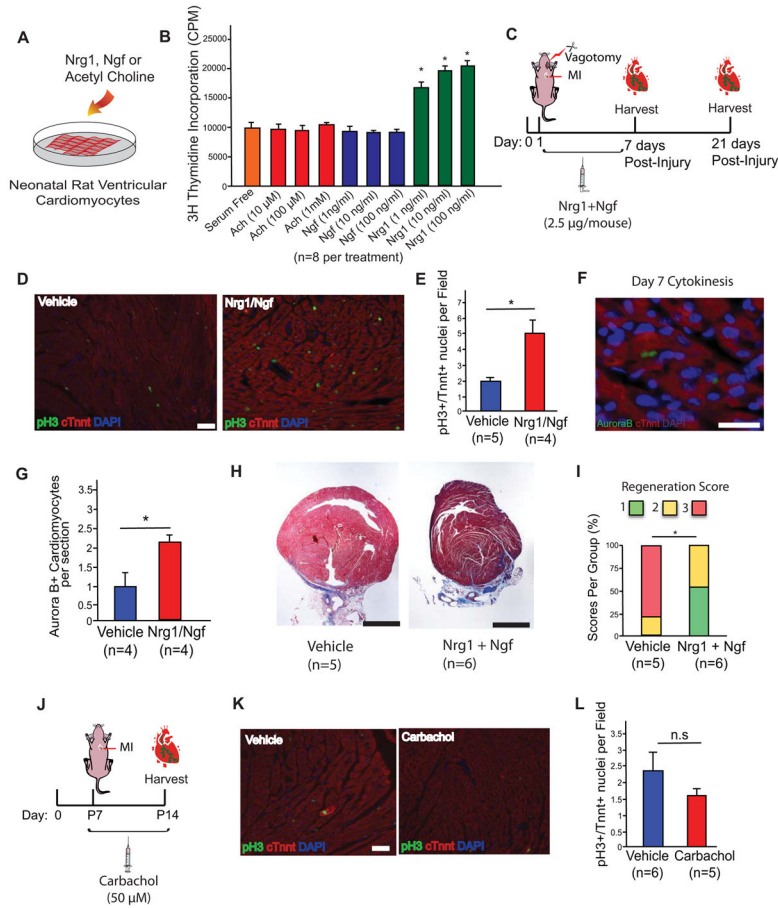 A
Nrg1, Ngf or
Acetyl Choline
Neonatal Rat Ventricular
Cardiomyocytes
B
3H Thymidine Incorporation (CPM)
25000
20000
15000
10000
5000
0
* * *
Serum Free
Ach (10 µM)
Ach (100 µM)
Ach (1mM)
Ngf (1ng/ml)
Ngf (10 ng/ml)
Ngf (100 ng/ml)
Nrg1 (1 ng/ml)
Nrg1 (10 ng/ml)
Nrg1 (100 ng/ml)
(n=8 per treatment)
C
Vagotomy
MI
Harvest
Harvest
Day: 0 1
7 days
Post-Injury
21 days
Post-Injury
Nrg1+Ngf
(2.5 µg/mouse)
D
Vehicle
pH3 cTnnt DAPI
Nrg1/Ngf
pH3 cTnnt DAPI
E
pH3+/Tnnt+ nuclei per Field
7
6
5
4
3
2
1
0
*
Vehicle
(n=5)
Nrg1/Ngf
(n=4)
F
Day 7 Cytokinesis
AuroraB cTnnt DAPI
G
Aurora B+ Cardiomyocytes
per section
3
2.5
2
1.5
1
0.5
0
*
Vehicle
(n=4)
Nrg1/Ngf
(n=4)
H
Vehicle
(n=5)
Nrg1 + Ngf
(n=6)
I
Regeneration Score
1 2 3
Scores Per Group (%)
100
75
50
25
0
*
Vehicle
(n=5)
Nrg1 + Ngf
(n=6)
J
MI
Harvest
Day: 0 P7 P14
Carbachol
(50 µM)
K
Vehicle
pH3 cTnnt DAPI
Carbachol
pH3 cTnnt DAPI
L
pH3+/Tnnt+ nuclei per Field
3.5
3
2.5
2
1.5
1
0.5
0
n.s
Vehicle
(n=6)
Carbachol
(n=5)